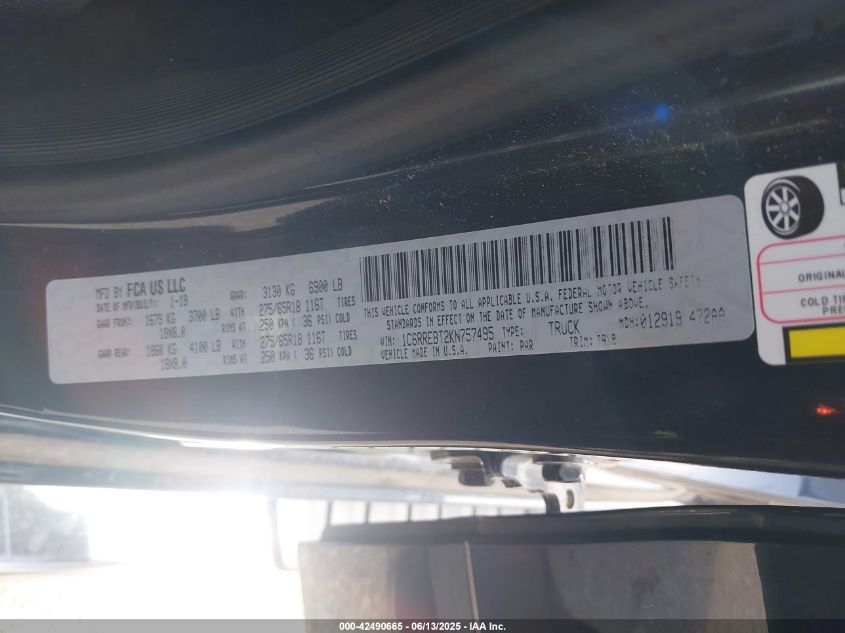 MFD BY FCA US LLC
DATE OF MFR(BUILT): 1-19 GVWR: 3130 KG 6900 LB
GAWR FRONT: 1679 KG 3700 LB WITH 275/65R18 116T TIRES
18X8.0 RIMS AT 250 KPA ( 36 PSI) COLD
GAWR REAR: 1860 KG 4100 LB WITH 275/65R18 116T TIRES
18X8.0 RIMS AT 250 KPA ( 36 PSI) COLD
THIS VEHICLE CONFORMS TO ALL APPLICABLE U.S.A. FEDERAL MOTOR VEHICLE SAFETY
STANDARDS IN EFFECT ON THE DATE OF MANUFACTURE SHOWN ABOVE.
VIN: 1C6RREBT2KN757495 TYPE: TRUCK MDH: 012919 472AA
VEHICLE MADE IN U.S.A. PAINT: PAR TRIM: T9X8
ORIGINAL
COLD TI
PRE
000-42490665 - 06/13/2025 - IAA Inc.